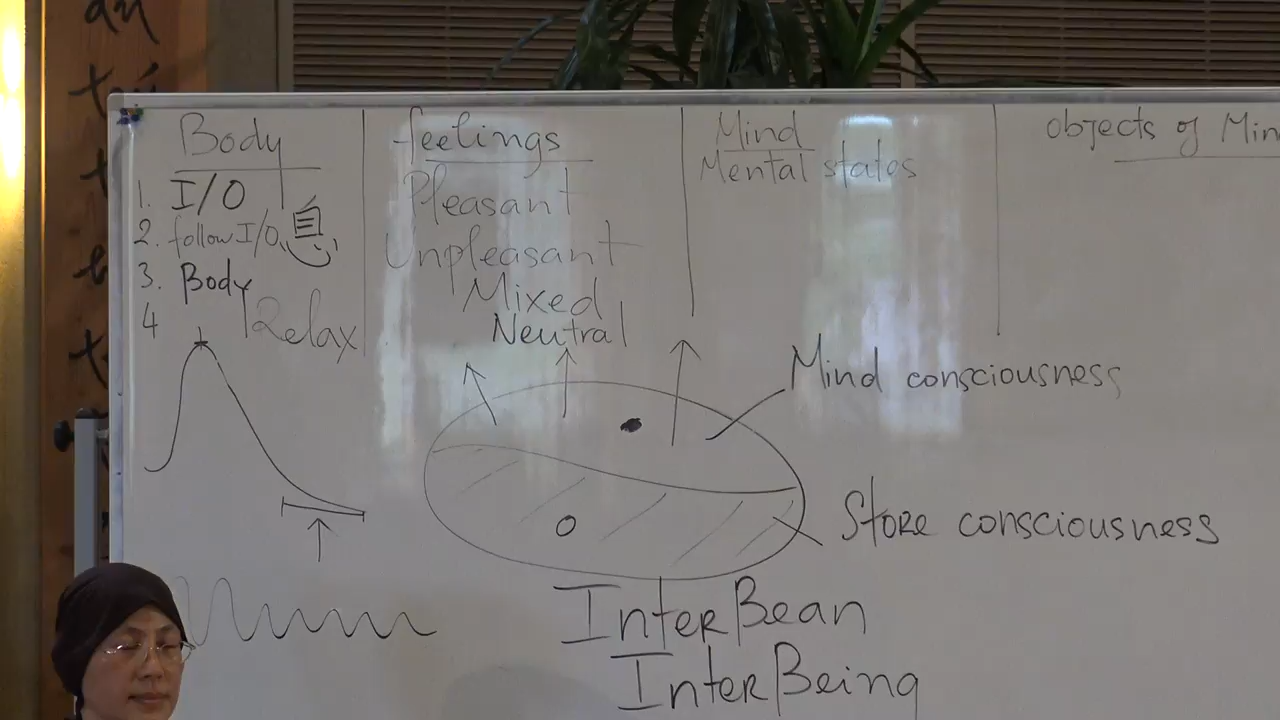 Body
1. I/O
2. follow I/O 息
3. Body
4 Relax
feelings
Pleasant
Unpleasant
Mixed
Neutral
Mind
Mental states
objects of Min
Mind consciousness
Store consciousness
InterBean
InterBeing